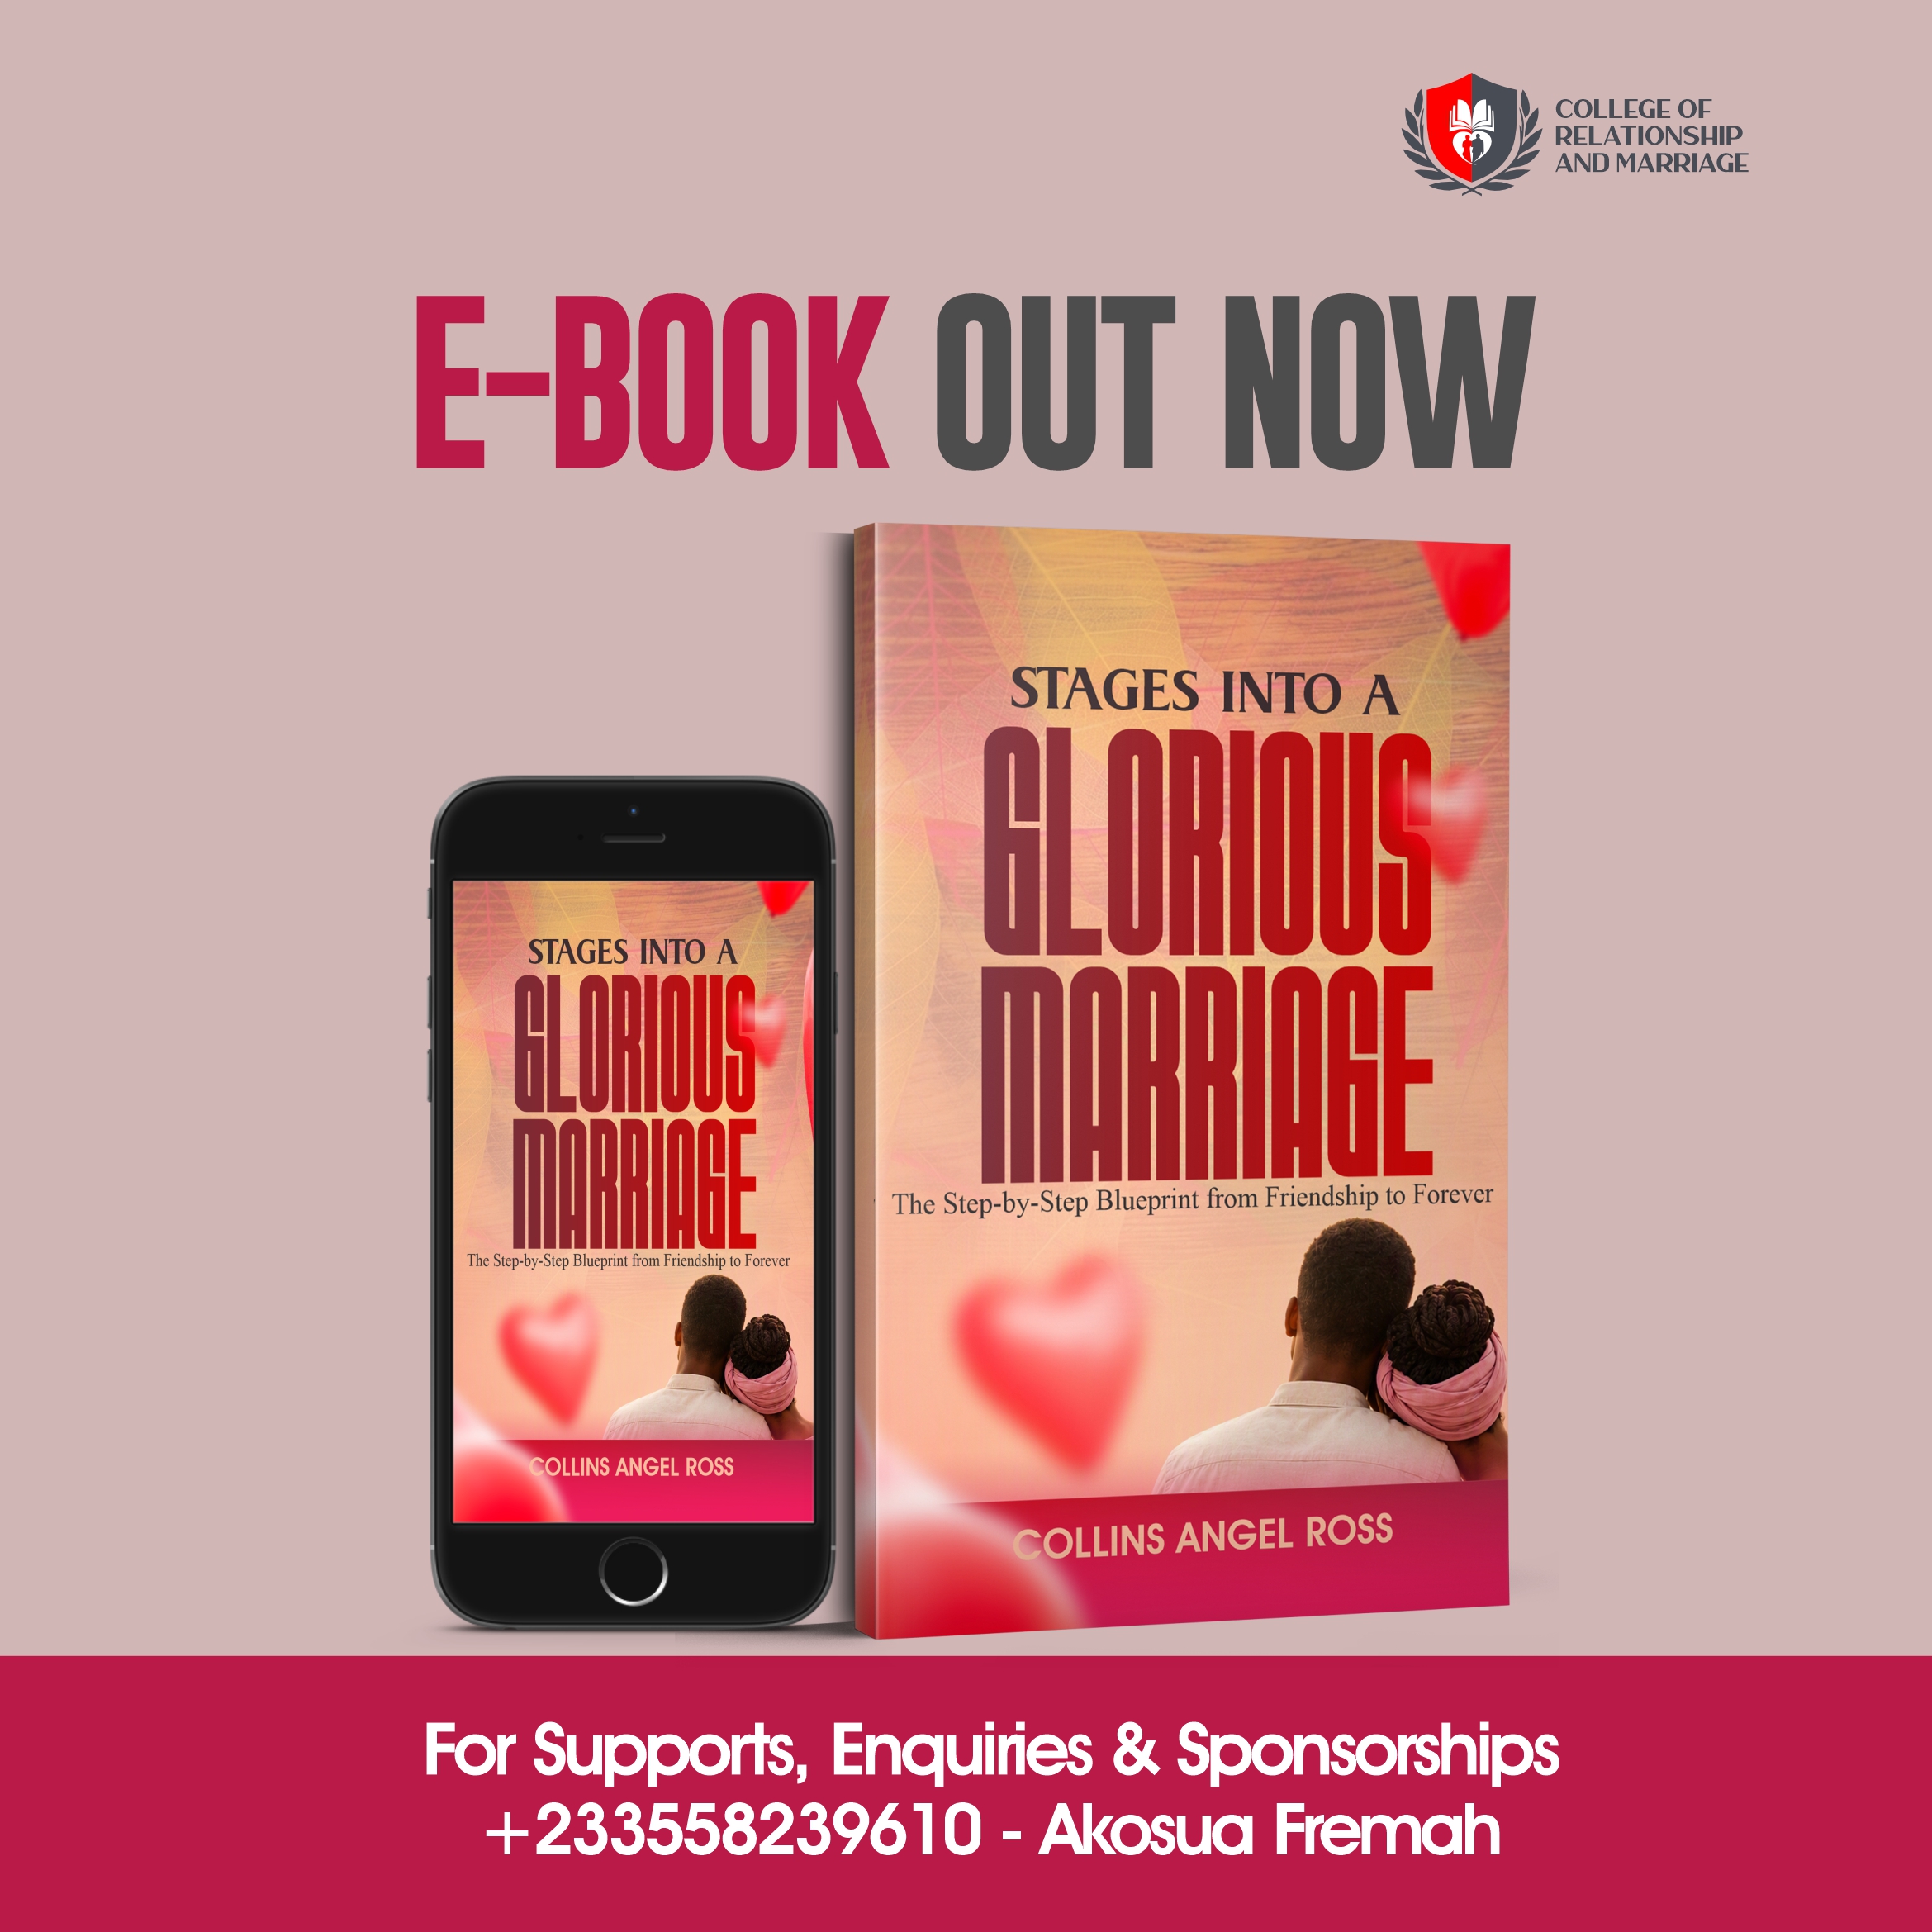 COLLEGE OF
RELATIONSHIP
AND MARRIAGE
E-BOOK OUT NOW
STAGES INTO A
GLORIOUS
MARRIAGE
The Step-by-Step Blueprint from Friendship to Forever
COLLINS ANGEL ROSS
STAGES INTO A
GLORIOUS
MARRIAGE
The Step-by-Step Blueprint from Friendship to Forever
COLLINS ANGEL ROSS
For Supports, Enquiries & Sponsorships
+233558239610 - Akosua Fremah